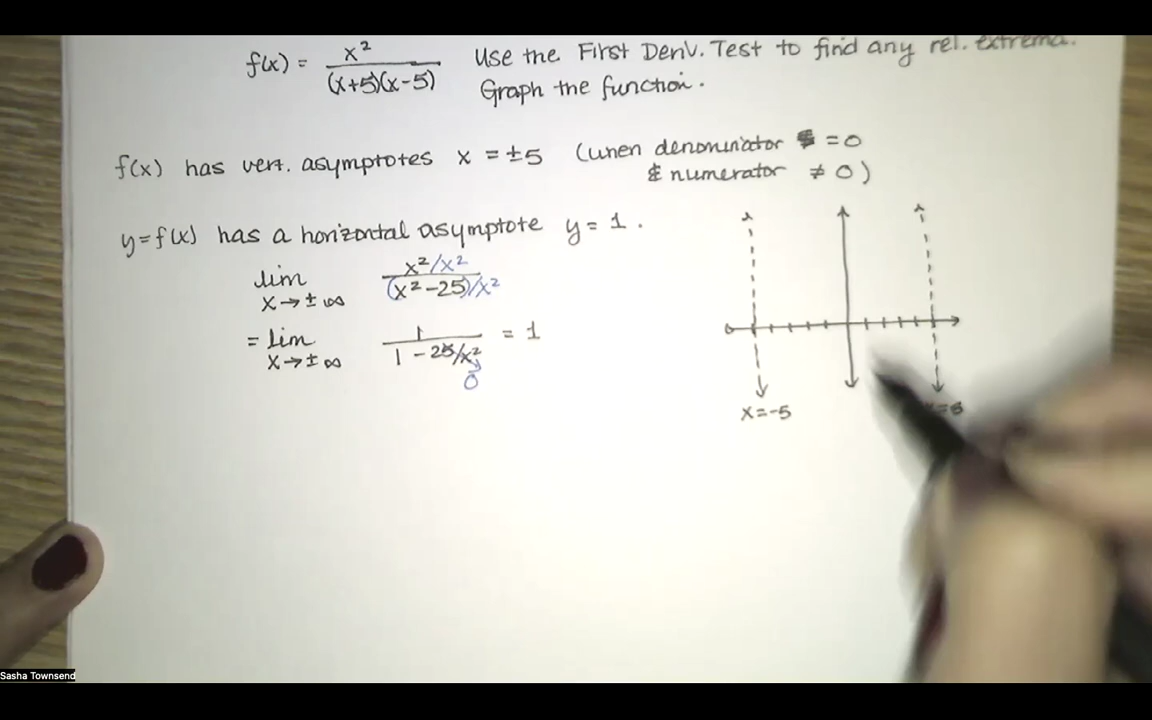 f(x) = x² / (x+5)(x-5) Use the First Deriv. Test to find any rel. extrema.
Graph the function.
f(x) has vert. asymptotes x = ±5 (when denominator = 0
& numerator ≠ 0)
y=f(x) has a horizontal asymptote y = 1.
lim x→±∞ x²/x² / (x²-25)/x²
= lim x→±∞ 1 / 1 - 25/x² = 1
0
x=-5
=5
Sasha Townsend